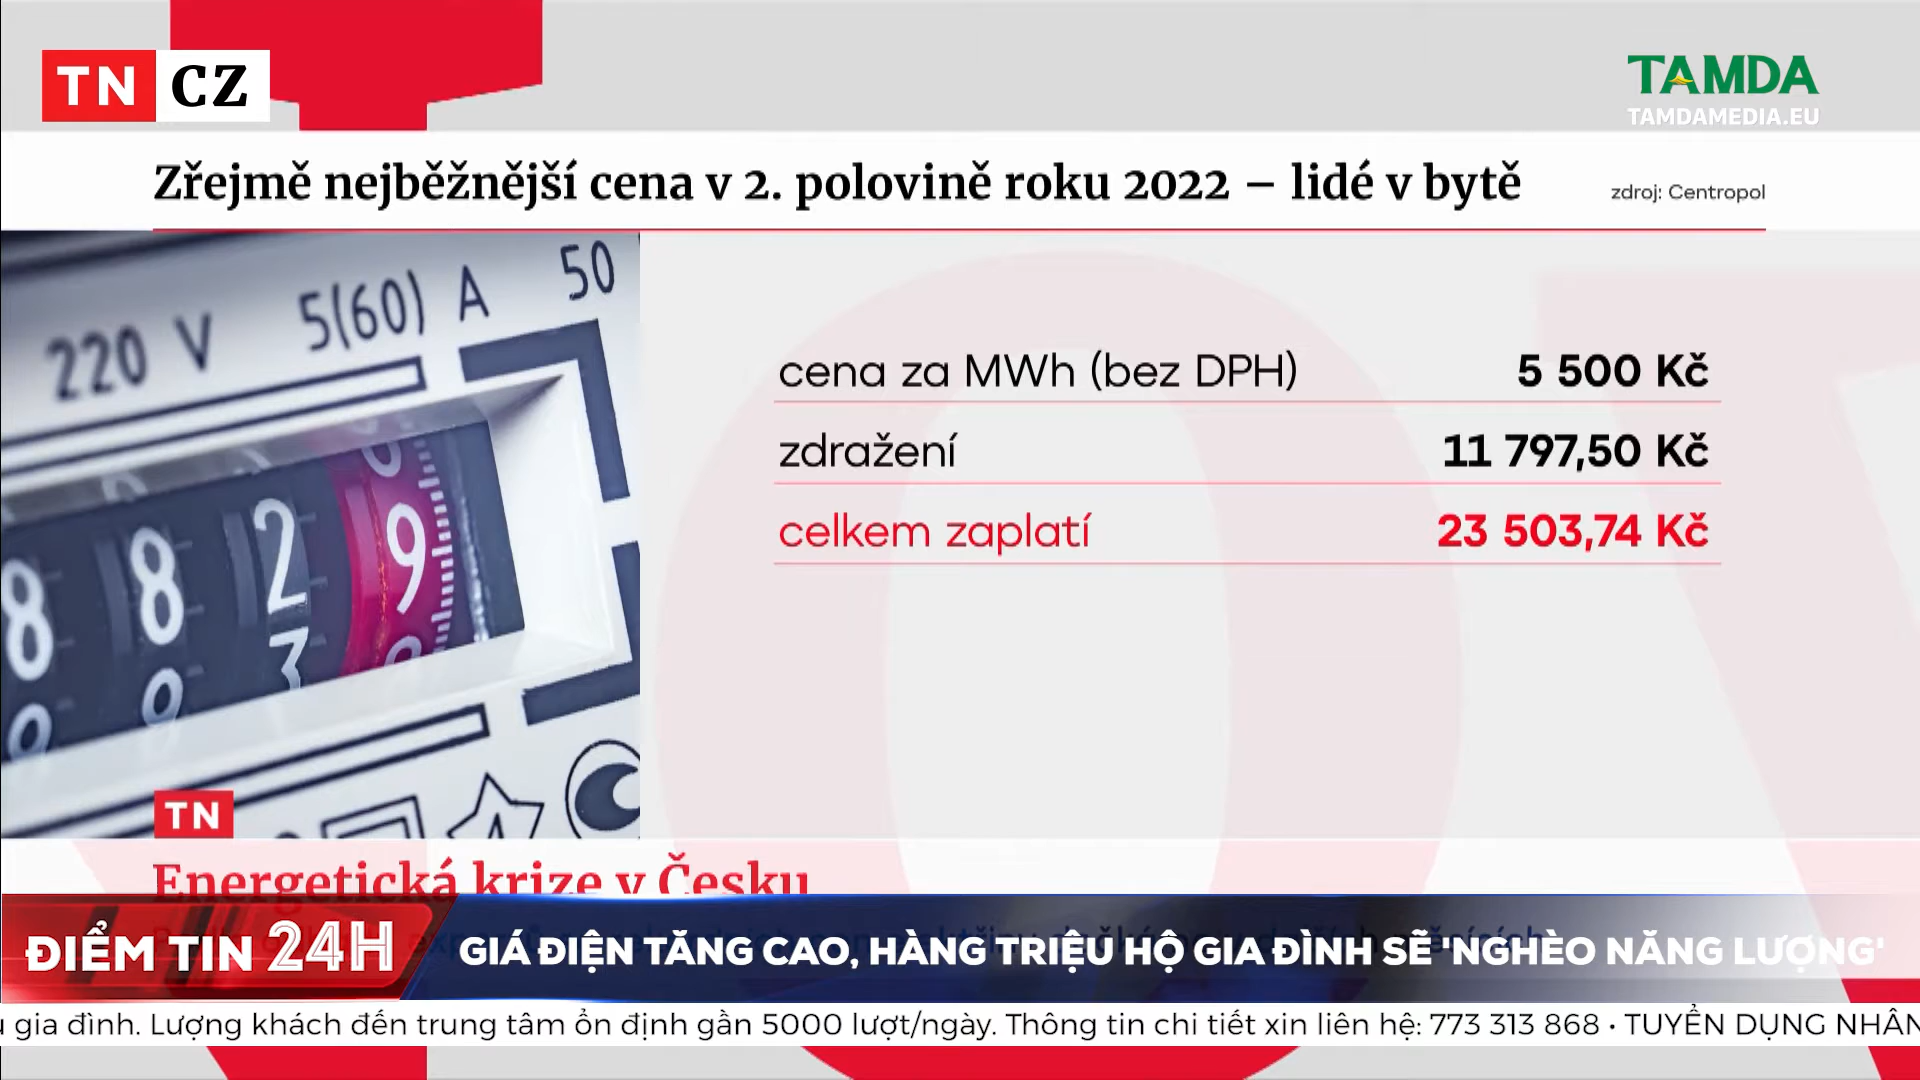 TN CZ
TAMDA
TAMDAMEDIA.EU
Zřejmě nejběžnější cena v 2. polovině roku 2022 – lidé v bytě
zdroj: Centropol
220 V 5(60) A 50
cena za MWh (bez DPH) 5 500 Kč
zdražení 11 797,50 Kč
celkem zaplatí 23 503,74 Kč
8 8 2 9
TN
Energetická krize v Česku
ĐIỂM TIN 24H
GIÁ ĐIỆN TĂNG CAO, HÀNG TRIỆU HỘ GIA ĐÌNH SẼ 'NGHÈO NĂNG LƯỢNG'
gia đình. Lượng khách đến trung tâm ổn định gần 5000 lượt/ngày. Thông tin chi tiết xin liên hệ: 773 313 868 • TUYỂN DỤNG NHÂN